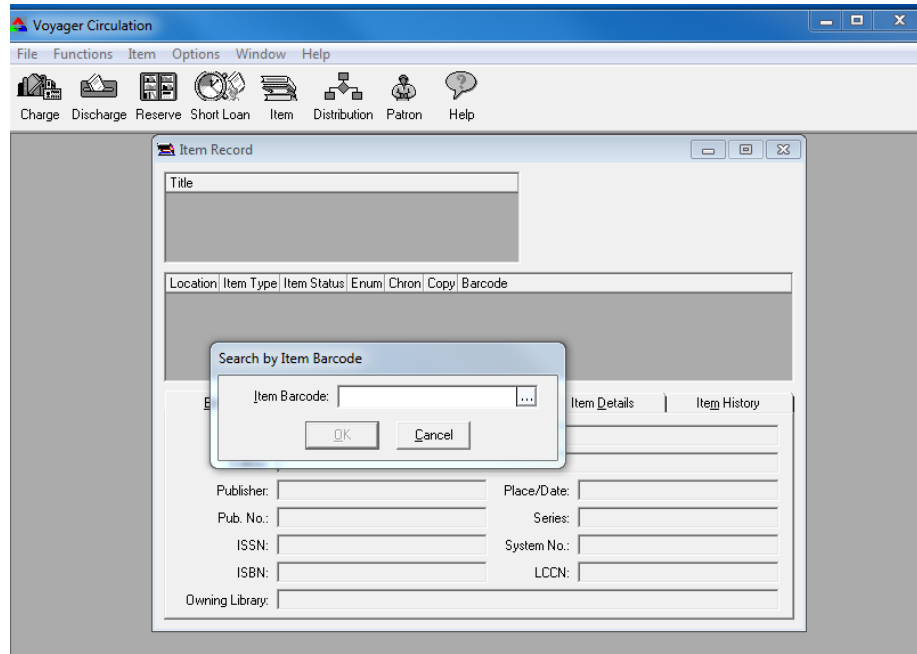 Voyager Circulation
File Functions Item Options Window Help
Charge Discharge Reserve Short Loan Item Distribution Patron Help
Item Record
Title
Location Item Type Item Status Enum Chron Copy Barcode
Search by Item Barcode
Item Barcode: ...
OK Cancel
Item Details Item History
Publisher: Place/Date:
Pub. No.: Series:
ISSN: System No.:
ISBN: LCCN:
Owning Library: